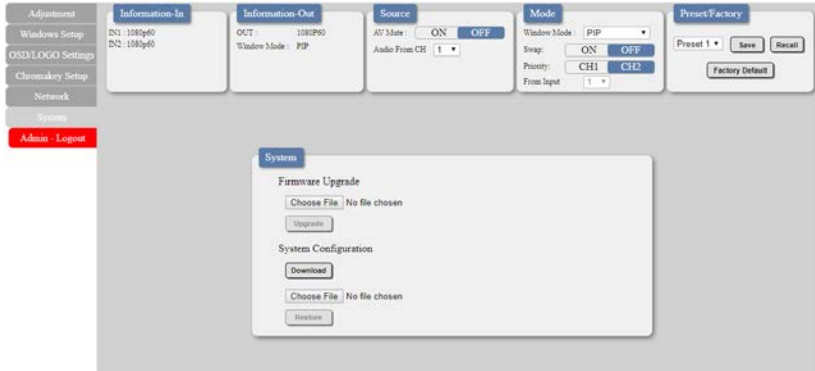 Adjustment
Windows Setup
OSD/LOGO Settings
Chromakey Setup
Network
System
Admin - Logout
Information-In
IN1 : 1080p60
IN2 : 1080p60
Information-Out
OUT : 1080P60
Window Mode : PIP
Source
AV Mute : ON OFF
Audio From CH 1
Mode
Window Mode : PIP
Swap: ON OFF
Priority: CH1 CH2
From Input 1
Preset/Factory
Preset 1 Save Recall
Factory Default
System
Firmware Upgrade
Choose File No file chosen
Upgrade
System Configuration
Download
Choose File No file chosen
Restore